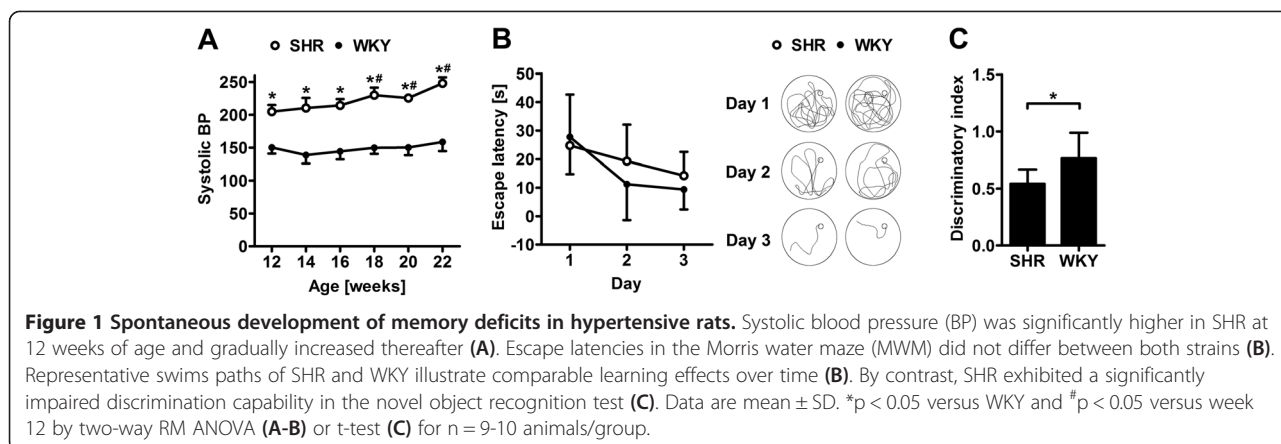 A
SHR WKY
Systolic BP
250
200
150
100
50
0
* * * *# *# *#
12 14 16 18 20 22
Age [weeks]
B
SHR WKY
Escape latency [s]
50
40
30
20
10
0
-10
1 2 3
Day
Day 1
Day 2
Day 3
C
Discriminatory index
1.5
1.0
0.5
0.0
*
SHR WKY
Figure 1 Spontaneous development of memory deficits in hypertensive rats. Systolic blood pressure (BP) was significantly higher in SHR at
12 weeks of age and gradually increased thereafter (A). Escape latencies in the Morris water maze (MWM) did not differ between both strains (B).
Representative swims paths of SHR and WKY illustrate comparable learning effects over time (B). By contrast, SHR exhibited a significantly
impaired discrimination capability in the novel object recognition test (C). Data are mean ± SD. *p < 0.05 versus WKY and #p < 0.05 versus week
12 by two-way RM ANOVA (A-B) or t-test (C) for n = 9-10 animals/group.